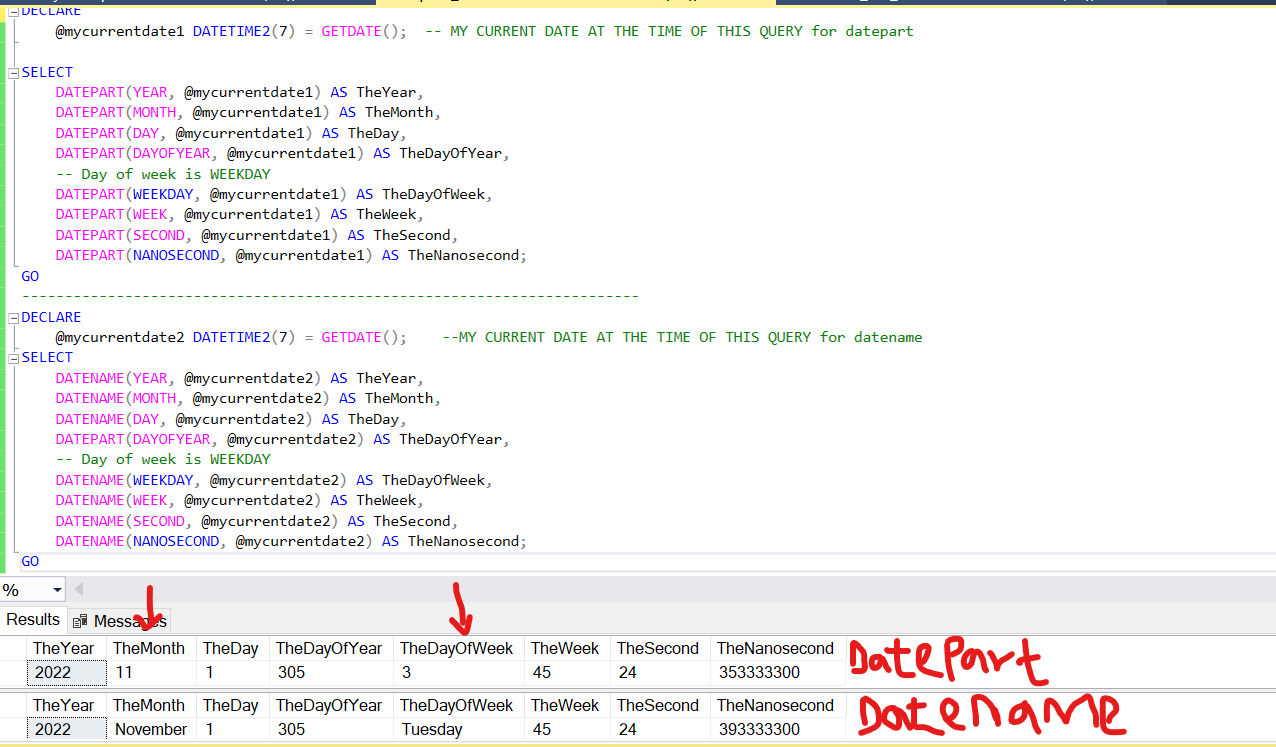 DECLARE
@mycurrentdate1 DATETIME2(7) = GETDATE();  -- MY CURRENT DATE AT THE TIME OF THIS QUERY for datepart
SELECT
DATEPART(YEAR, @mycurrentdate1) AS TheYear,
DATEPART(MONTH, @mycurrentdate1) AS TheMonth,
DATEPART(DAY, @mycurrentdate1) AS TheDay,
DATEPART(DAYOFYEAR, @mycurrentdate1) AS TheDayOfYear,
-- Day of week is WEEKDAY
DATEPART(WEEKDAY, @mycurrentdate1) AS TheDayOfWeek,
DATEPART(WEEK, @mycurrentdate1) AS TheWeek,
DATEPART(SECOND, @mycurrentdate1) AS TheSecond,
DATEPART(NANOSECOND, @mycurrentdate1) AS TheNanosecond;
GO
------------------------------------------------------------------------
DECLARE
@mycurrentdate2 DATETIME2(7) = GETDATE();    --MY CURRENT DATE AT THE TIME OF THIS QUERY for datename
SELECT
DATENAME(YEAR, @mycurrentdate2) AS TheYear,
DATENAME(MONTH, @mycurrentdate2) AS TheMonth,
DATENAME(DAY, @mycurrentdate2) AS TheDay,
DATEPART(DAYOFYEAR, @mycurrentdate2) AS TheDayOfYear,
-- Day of week is WEEKDAY
DATENAME(WEEKDAY, @mycurrentdate2) AS TheDayOfWeek,
DATENAME(WEEK, @mycurrentdate2) AS TheWeek,
DATENAME(SECOND, @mycurrentdate2) AS TheSecond,
DATENAME(NANOSECOND, @mycurrentdate2) AS TheNanosecond;
GO
%
Results Messages
TheYear TheMonth TheDay TheDayOfYear TheDayOfWeek TheWeek TheSecond TheNanosecond
2022 11 1 305 3 45 24 353333300
DatePart
TheYear TheMonth TheDay TheDayOfYear TheDayOfWeek TheWeek TheSecond TheNanosecond
2022 November 1 305 Tuesday 45 24 393333300
DateName